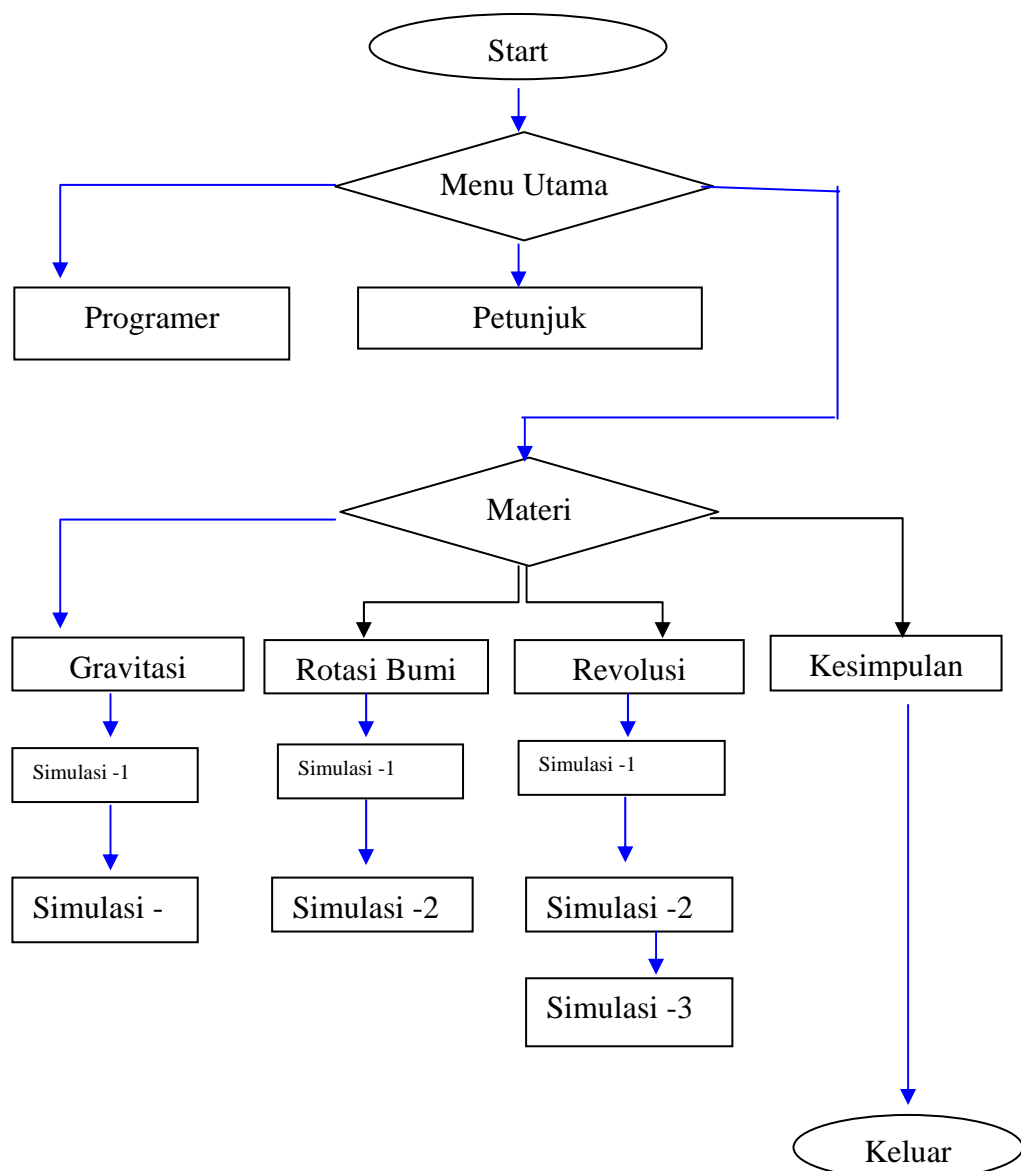 Start
Menu Utama
Programer
Petunjuk
Materi
Gravitasi
Rotasi Bumi
Revolusi
Kesimpulan
Simulasi -1
Simulasi -1
Simulasi -1
Simulasi -
Simulasi -2
Simulasi -2
Simulasi -3
Keluar